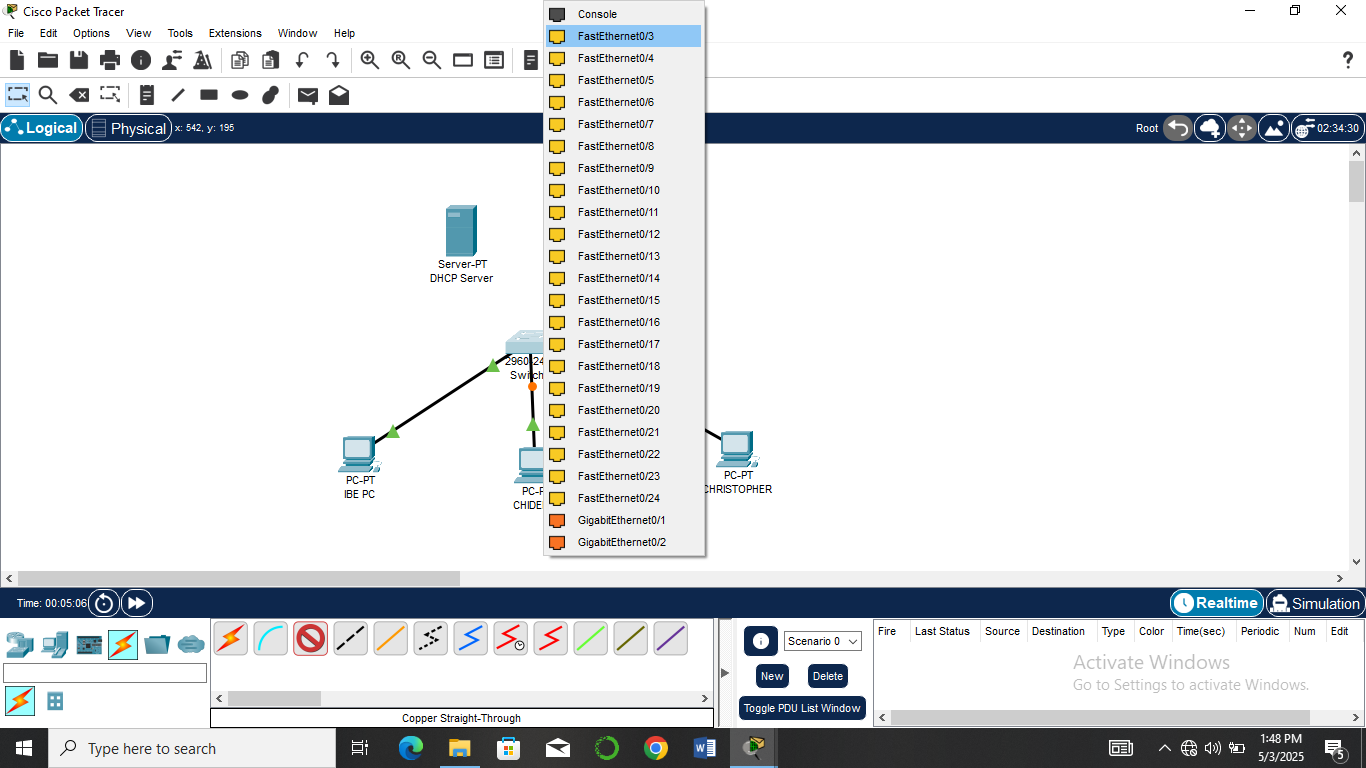 Cisco Packet Tracer
File Edit Options View Tools Extensions Window Help
Logical
Physical
x: 542, y: 195
Root
02:34:30
Console
FastEthernet0/3
FastEthernet0/4
FastEthernet0/5
FastEthernet0/6
FastEthernet0/7
FastEthernet0/8
FastEthernet0/9
FastEthernet0/10
FastEthernet0/11
FastEthernet0/12
FastEthernet0/13
FastEthernet0/14
FastEthernet0/15
FastEthernet0/16
FastEthernet0/17
FastEthernet0/18
FastEthernet0/19
FastEthernet0/20
FastEthernet0/21
FastEthernet0/22
FastEthernet0/23
FastEthernet0/24
GigabitEthernet0/1
GigabitEthernet0/2
Server-PT
DHCP Server
2960-24
Switch
PC-PT
IBE PC
PC-P
CHIDE
PC-PT
CHRISTOPHER
Time: 00:05:06
Realtime
Simulation
Copper Straight-Through
Scenario 0
New
Delete
Toggle PDU List Window
Fire Last Status Source Destination Type Color Time(sec) Periodic Num Edit
Activate Windows
Go to Settings to activate Windows.
Type here to search
1:48 PM
5/3/2025
5